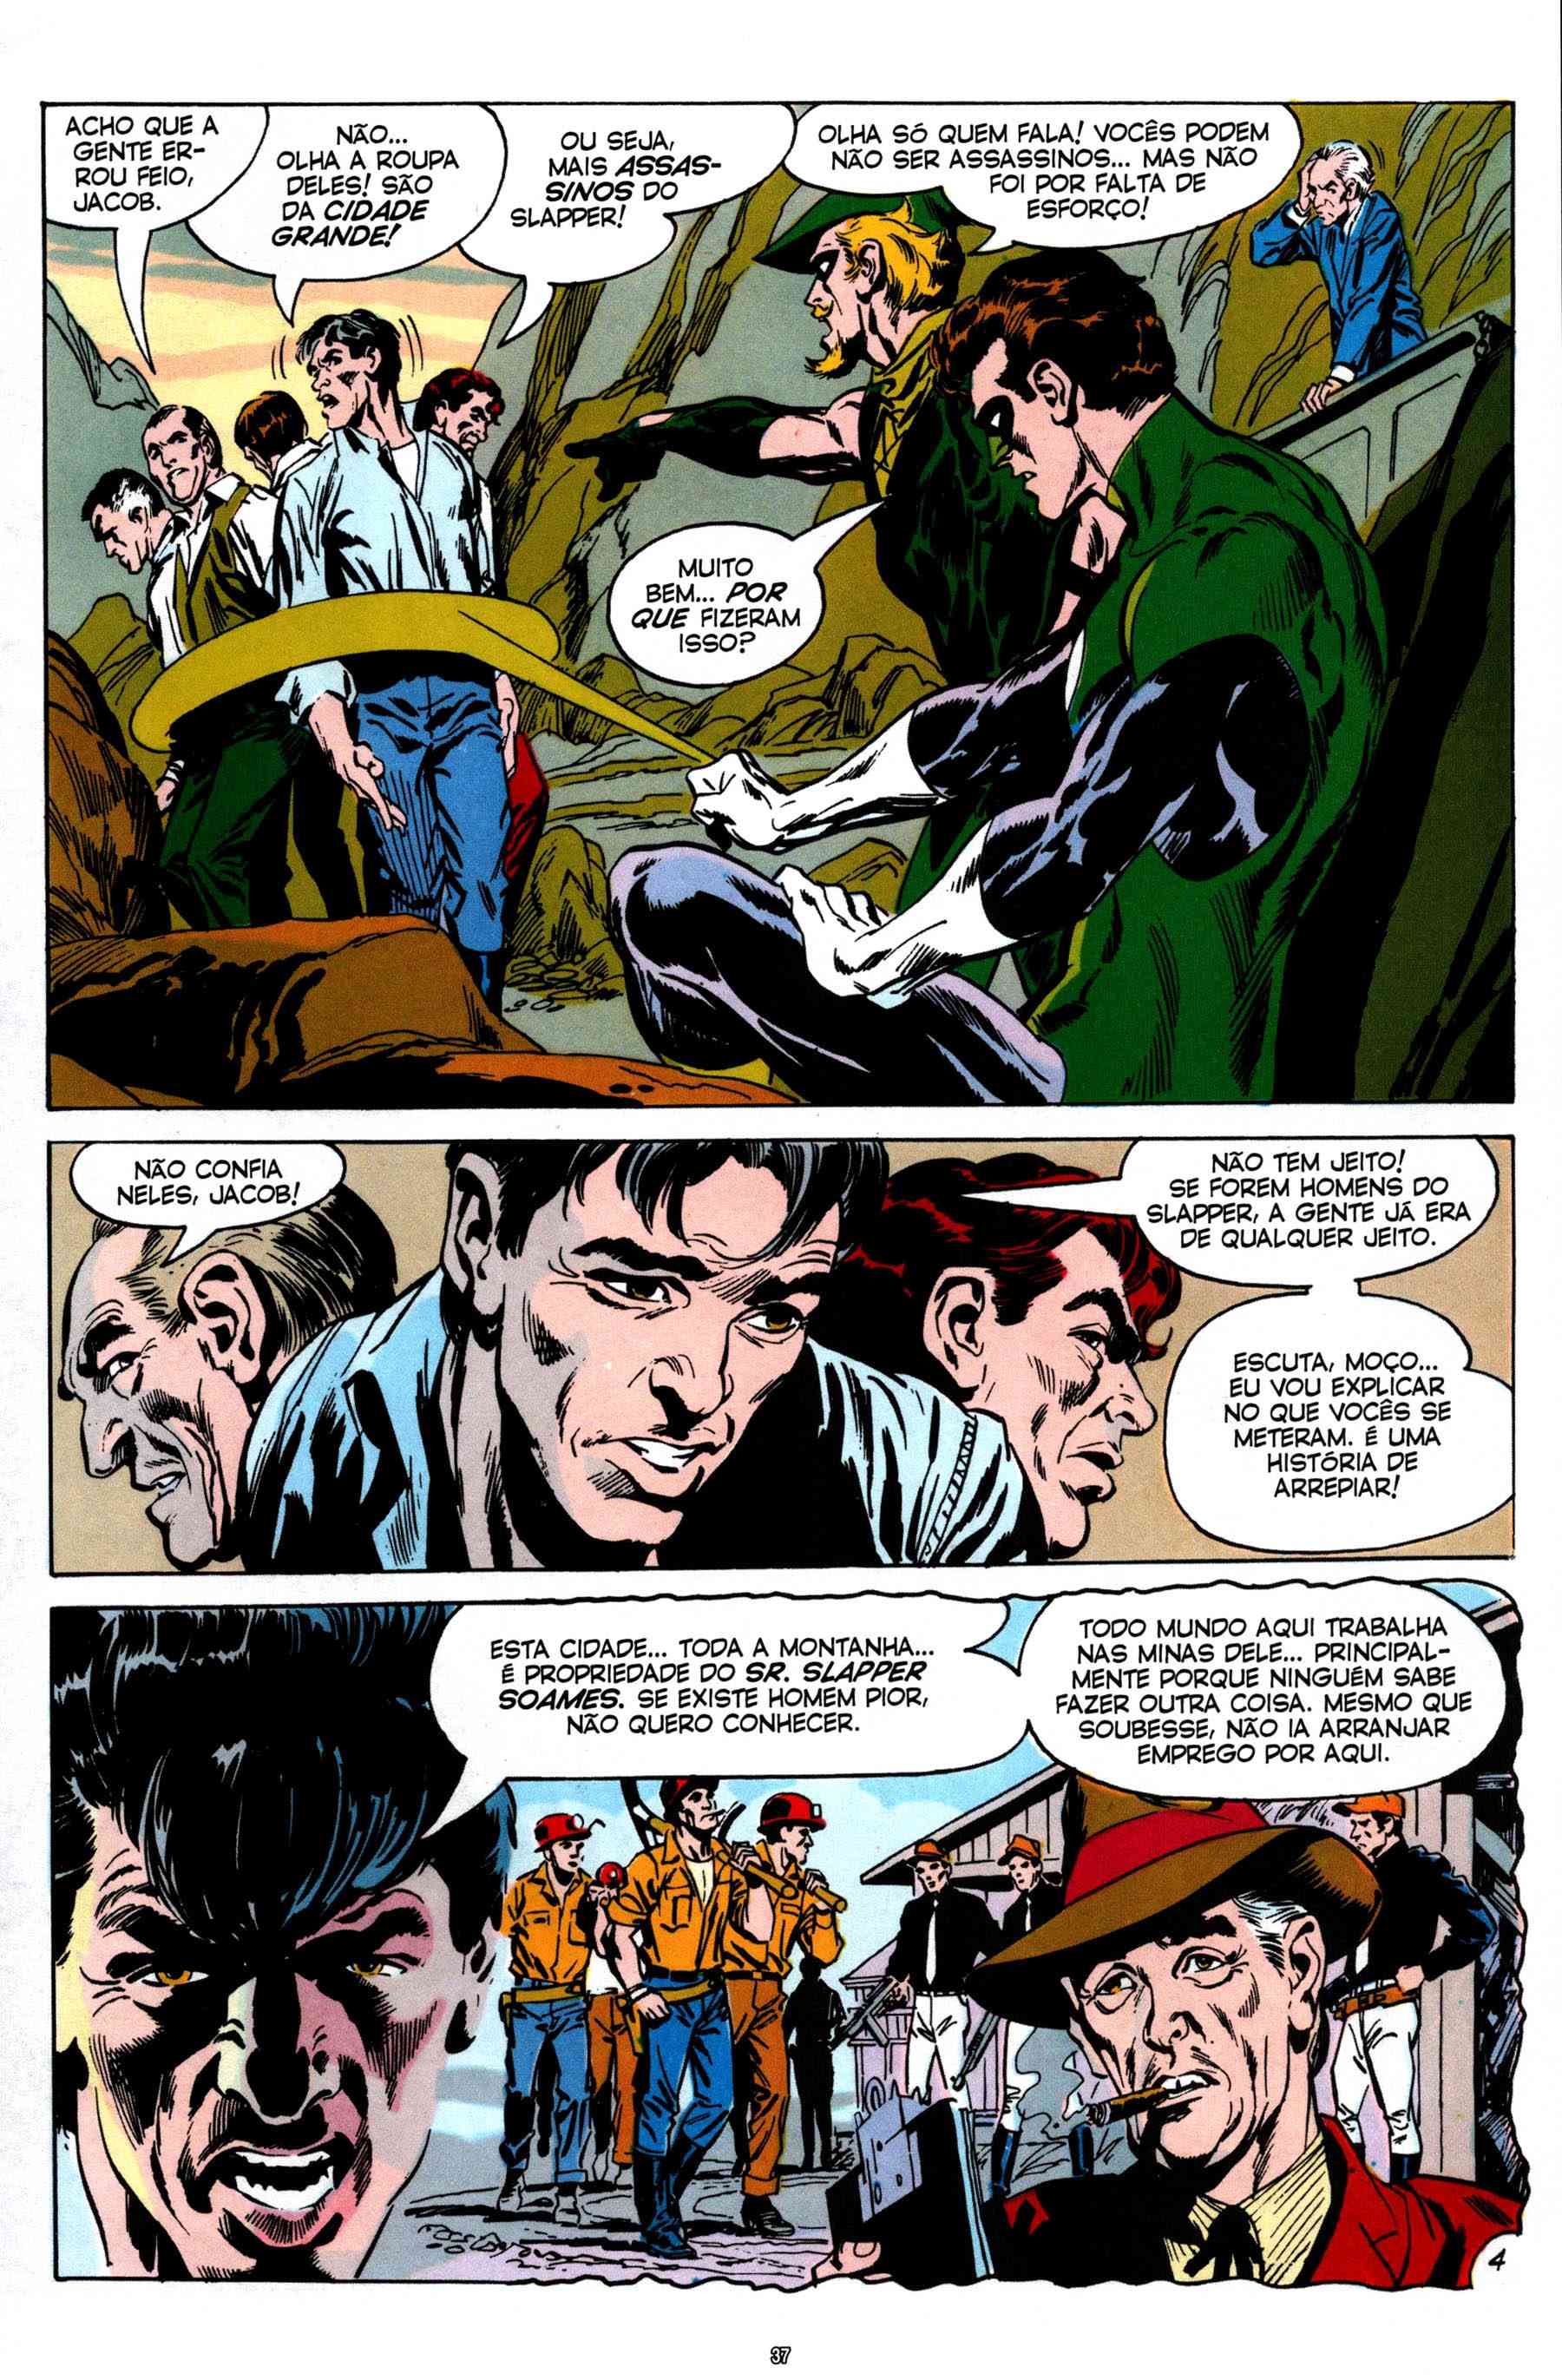 ACHO QUE A
GENTE ER-
ROU FEIO,
JACOB.
NÃO...
OLHA A ROUPA
DELES! SÃO
DA CIDADE
GRANDE!
OU SEJA,
MAIS ASSAS-
SINOS DO
SLAPPER!
OLHA SÓ QUEM FALA! VOCÊS PODEM
NÃO SER ASSASSINOS... MAS NÃO
FOI POR FALTA DE
ESFORÇO!
MUITO
BEM... POR
QUE FIZERAM
ISSO?
NÃO CONFIA
NELES, JACOB!
NÃO TEM JEITO!
SE FOREM HOMENS DO
SLAPPER, A GENTE JÁ ERA
DE QUALQUER JEITO.
ESCUTA, MOÇO...
EU VOU EXPLICAR
NO QUE VOCÊS SE
METERAM. É UMA
HISTÓRIA DE
ARREPIAR!
ESTA CIDADE... TODA A MONTANHA...
É PROPRIEDADE DO SR. SLAPPER
SOAMES. SE EXISTE HOMEM PIOR,
NÃO QUERO CONHECER.
TODO MUNDO AQUI TRABALHA
NAS MINAS DELE... PRINCIPAL-
MENTE PORQUE NINGUÉM SABE
FAZER OUTRA COISA. MESMO QUE
SOUBESSE, NÃO IA ARRANJAR
EMPREGO POR AQUI.
4
37